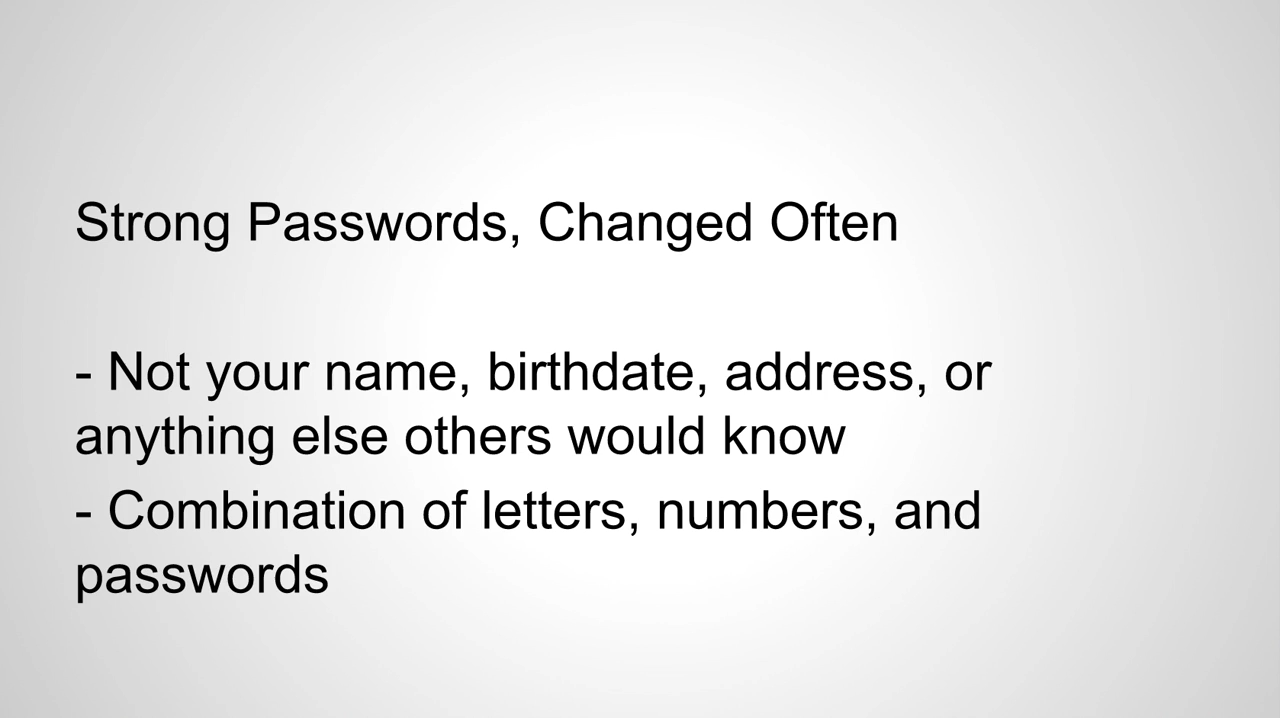 Strong Passwords, Changed Often
- Not your name, birthdate, address, or
anything else others would know
- Combination of letters, numbers, and
passwords